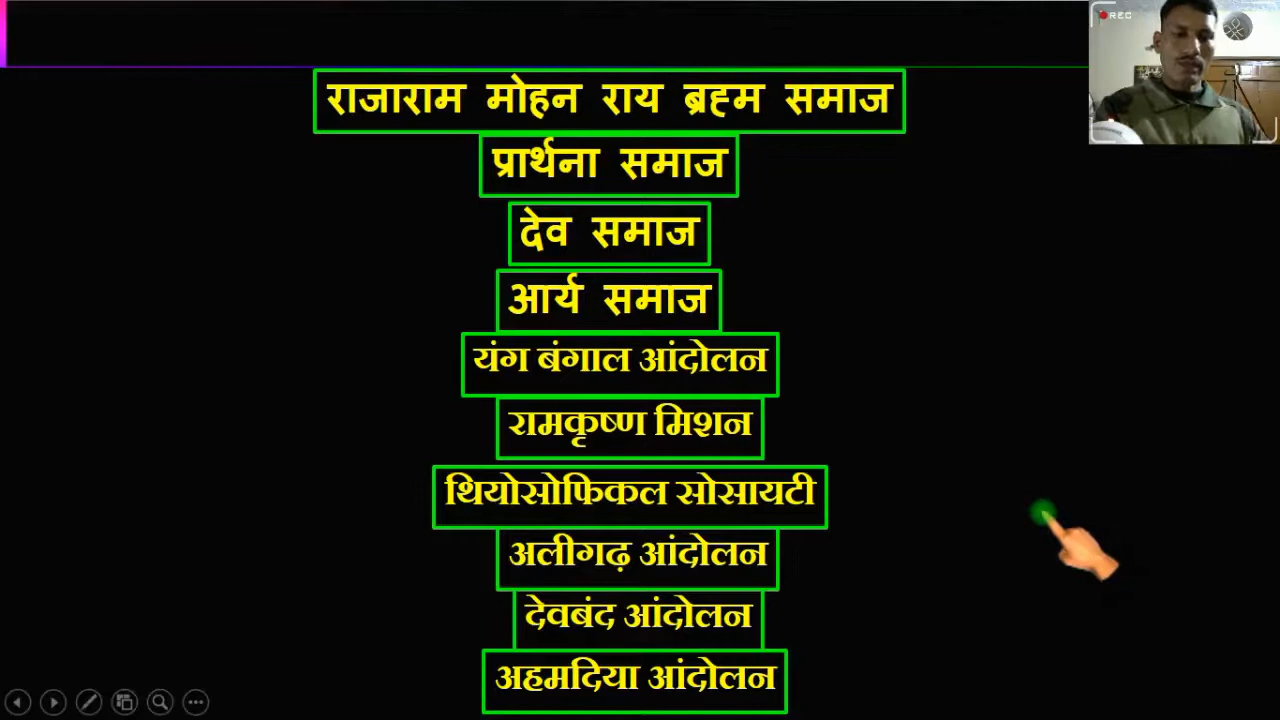 REC
राजाराम मोहन राय ब्रह्म समाज
प्रार्थना समाज
देव समाज
आर्य समाज
यंग बंगाल आंदोलन
रामकृष्ण मिशन
थियोसोफिकल सोसायटी
अलीगढ़ आंदोलन
देवबंद आंदोलन
अहमदिया आंदोलन